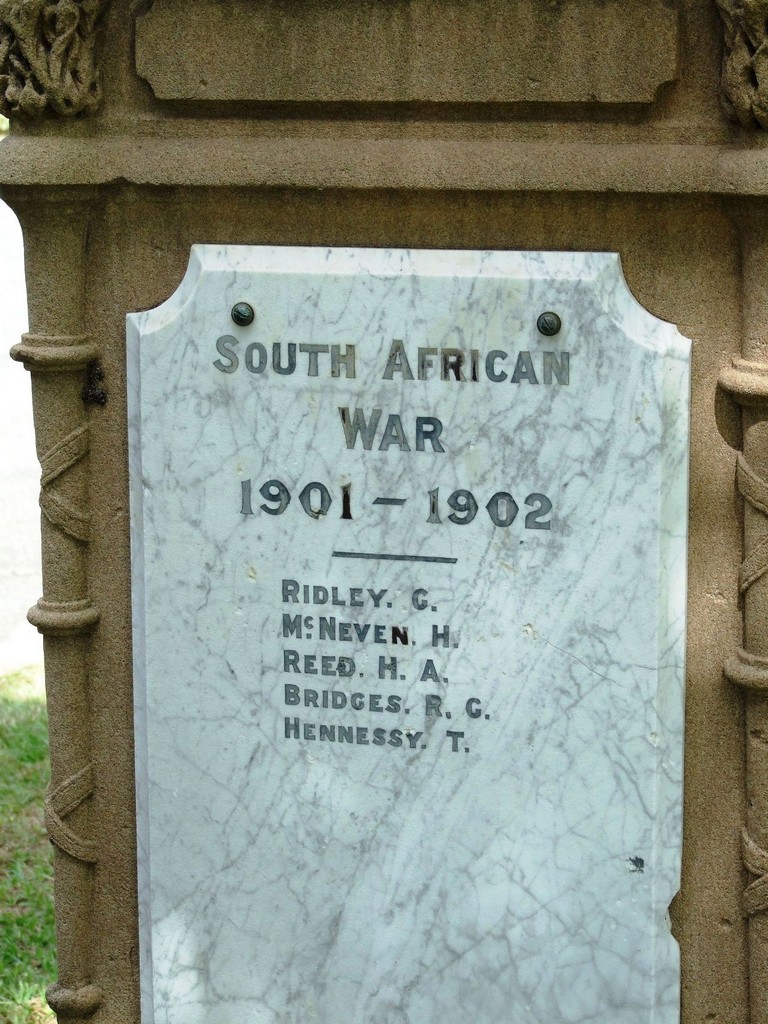 SOUTH AFRICAN
WAR
1901 – 1902
RIDLEY. G.
McNEVEN. H.
REED. H. A.
BRIDGES. R. G.
HENNESSY. T.